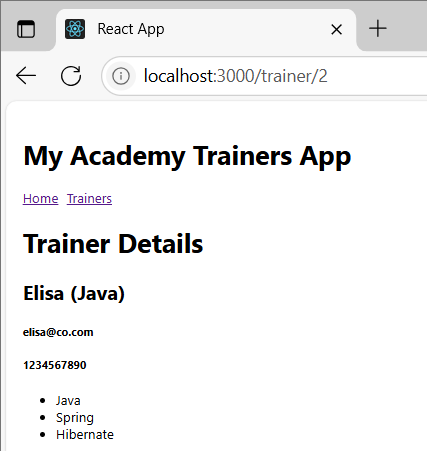 React App
localhost:3000/trainer/2
My Academy Trainers App
Home Trainers
Trainer Details
Elisa (Java)
elisa@co.com
1234567890
Java
Spring
Hibernate